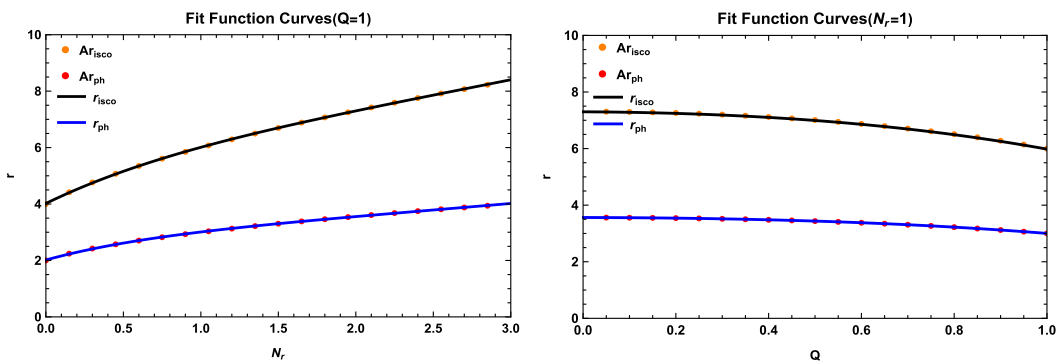 Fit Function Curves(Q=1)
10
8
6
4
2
0
r
Ar_isco
Ar_ph
r_isco
r_ph
0.0 0.5 1.0 1.5 2.0 2.5 3.0
N_r
Fit Function Curves(N_r=1)
10
8
6
4
2
0
r
Ar_isco
Ar_ph
r_isco
r_ph
0.0 0.2 0.4 0.6 0.8 1.0
Q